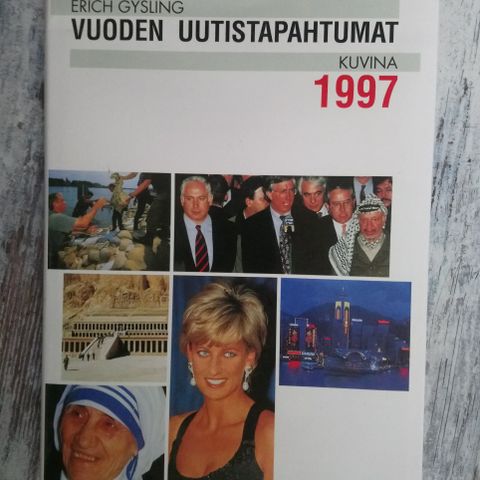 ERICH GYSLING
VUODEN UUTISTAPAHTUMAT
KUVINA
1997